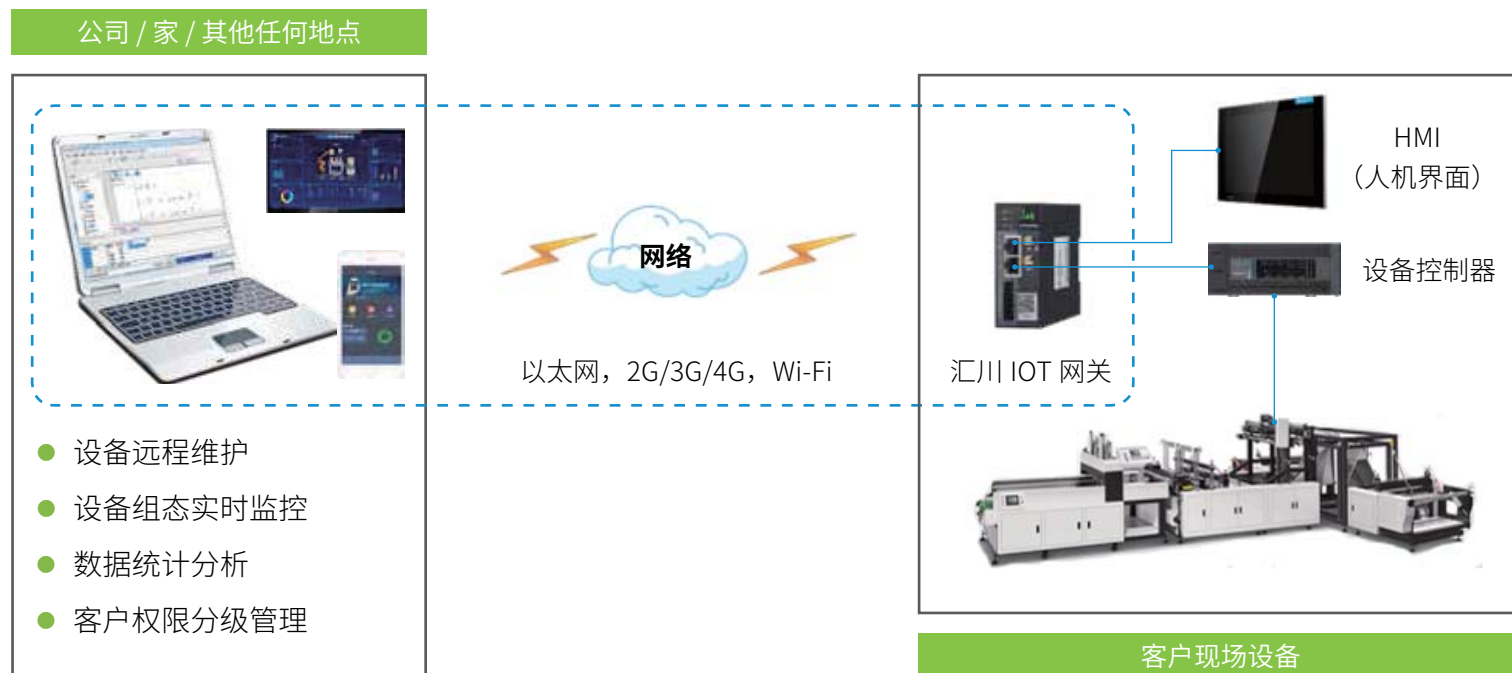 公司 / 家 / 其他任何地点
HMI
（人机界面）
网络
设备控制器
以太网，2G/3G/4G，Wi-Fi
汇川 IOT 网关
设备远程维护
设备组态实时监控
数据统计分析
客户权限分级管理
客户现场设备